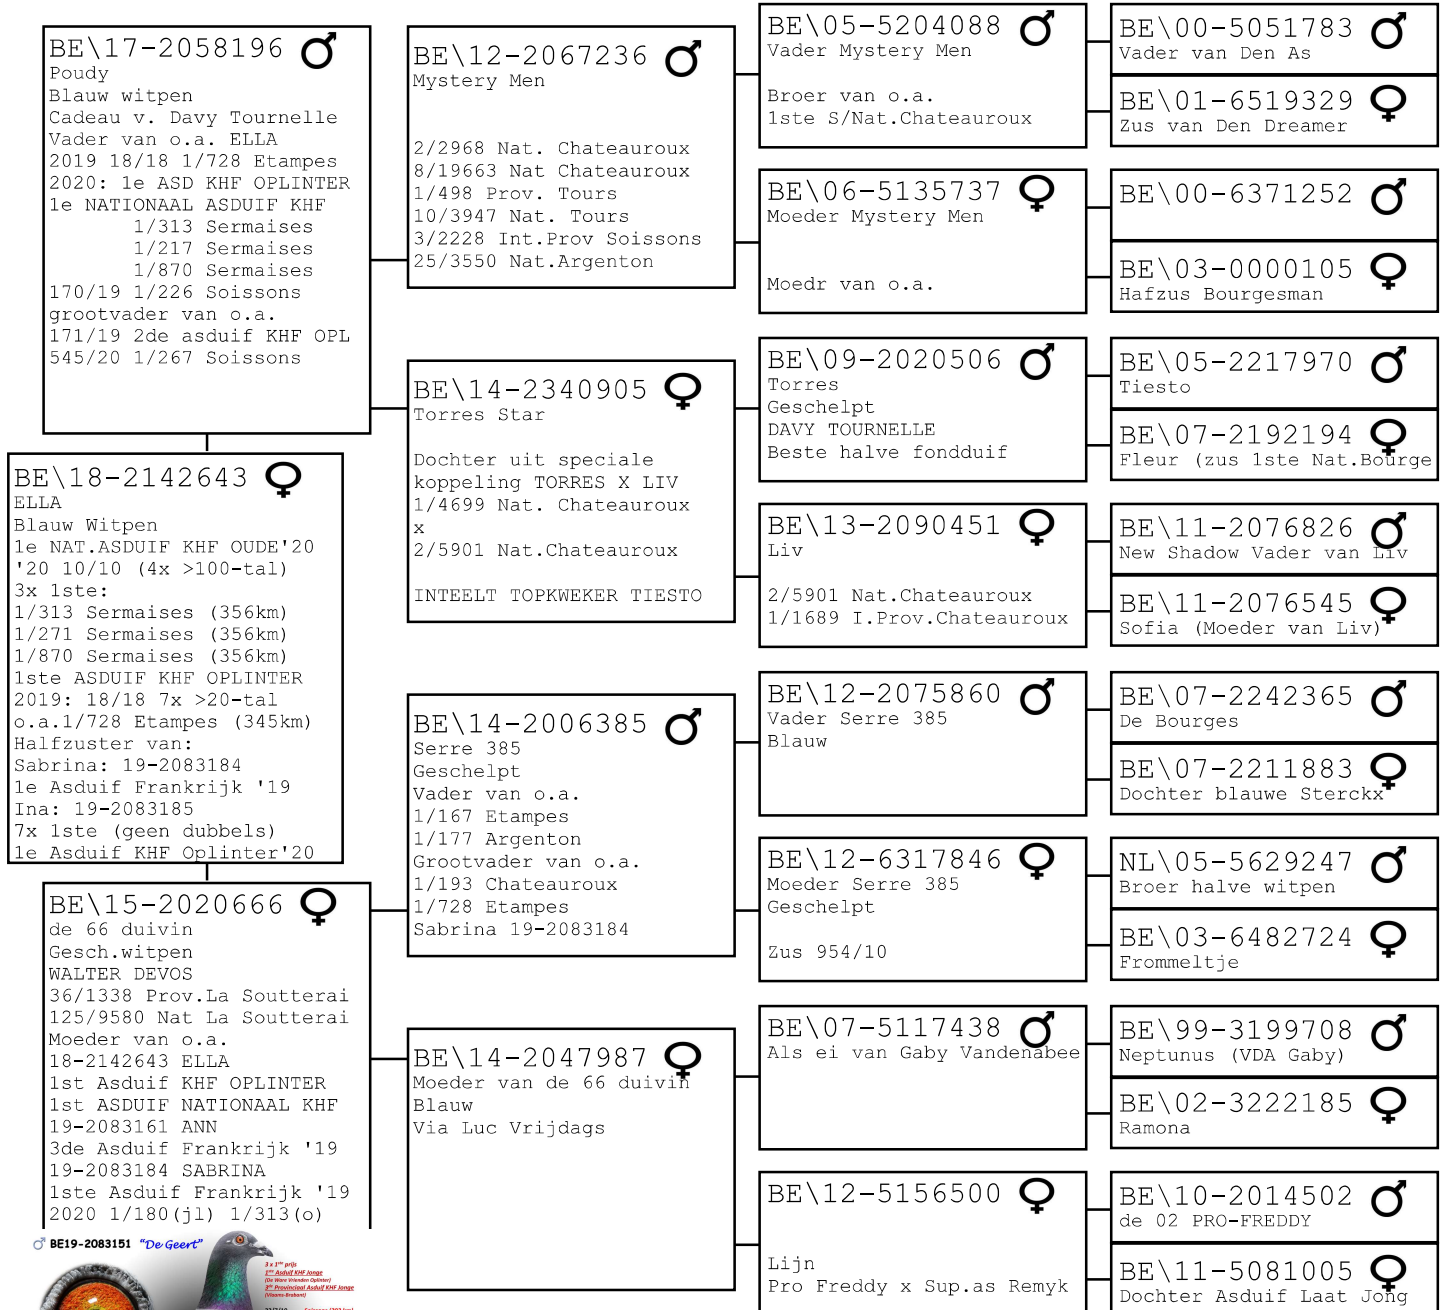 BE\17-2058196 ♂
Poudy
Blauw witpen
Cadeau v. Davy Tournelle
Vader van o.a. ELLA
2019 18/18 1/728 Etampes
2020: 1e ASD KHF OPLINTER
1e NATIONAAL ASDUIF KHF
1/313 Sermaises
1/217 Sermaises
1/870 Sermaises
170/19 1/226 Soissons
grootvader van o.a.
171/19 2de asduif KHF OPL
545/20 1/267 Soissons
BE\18-2142643 ♀
ELLA
Blauw Witpen
1e NAT.ASDUIF KHF OUDE'20
'20 10/10 (4x >100-tal)
3x 1ste:
1/313 Sermaises (356km)
1/271 Sermaises (356km)
1/870 Sermaises (356km)
1ste ASDUIF KHF OPLINTER
2019: 18/18 7x >20-tal
o.a.1/728 Etampes (345km)
Halfzuster van:
Sabrina: 19-2083184
1e Asduif Frankrijk '19
Ina: 19-2083185
7x 1ste (geen dubbels)
1e Asduif KHF Oplinter'20
BE\15-2020666 ♀
de 66 duivin
Gesch.witpen
WALTER DEVOS
36/1338 Prov.La Soutterai
125/9580 Nat La Soutterai
Moeder van o.a.
18-2142643 ELLA
1st Asduif KHF OPLINTER
1st ASDUIF NATIONAAL KHF
19-2083161 ANN
3de Asduif Frankrijk '19
19-2083184 SABRINA
1ste Asduif Frankrijk '19
2020 1/180(jl) 1/313(o)
♂ BE19-2083151 "De Geert"
3 x 1ste prijs
1ste Asduif KHF Jonge
(De Ware Vrienden Oplinter)
3de Provinciaal Asduif KHF Jonge
(Vlaams-Brabant)
BE\12-2067236 ♂
Mystery Men
2/2968 Nat. Chateauroux
8/19663 Nat Chateauroux
1/498 Prov. Tours
10/3947 Nat. Tours
3/2228 Int.Prov Soissons
25/3550 Nat.Argenton
BE\14-2340905 ♀
Torres Star
Dochter uit speciale
koppeling TORRES X LIV
1/4699 Nat. Chateauroux
x
2/5901 Nat.Chateauroux
INTEELT TOPKWEKER TIESTO
BE\14-2006385 ♂
Serre 385
Geschelpt
Vader van o.a.
1/167 Etampes
1/177 Argenton
Grootvader van o.a.
1/193 Chateauroux
1/728 Etampes
Sabrina 19-2083184
BE\14-2047987 ♀
Moeder van de 66 duivin
Blauw
Via Luc Vrijdags
BE\05-5204088 ♂
Vader Mystery Men
Broer van o.a.
1ste S/Nat.Chateauroux
BE\06-5135737 ♀
Moeder Mystery Men
Moedr van o.a.
BE\09-2020506 ♂
Torres
Geschelpt
DAVY TOURNELLE
Beste halve fondduif
BE\13-2090451 ♀
Liv
2/5901 Nat.Chateauroux
1/1689 I.Prov.Chateauroux
BE\12-2075860 ♂
Vader Serre 385
Blauw
BE\12-6317846 ♀
Moeder Serre 385
Geschelpt
Zus 954/10
BE\07-5117438 ♂
Als ei van Gaby Vandenabee
BE\12-5156500 ♀
Lijn
Pro Freddy x Sup.as Remyk
BE\00-5051783 ♂
Vader van Den As
BE\01-6519329 ♀
Zus van Den Dreamer
BE\00-6371252 ♂
BE\03-0000105 ♀
Hafzus Bourgesman
BE\05-2217970 ♂
Tiesto
BE\07-2192194 ♀
Fleur (zus 1ste Nat.Bourge
BE\11-2076826 ♂
New Shadow Vader van Liv
BE\11-2076545 ♀
Sofia (Moeder van Liv)
BE\07-2242365 ♂
De Bourges
BE\07-2211883 ♀
Dochter blauwe Sterckx
NL\05-5629247 ♂
Broer halve witpen
BE\03-6482724 ♀
Frommeltje
BE\99-3199708 ♂
Neptunus (VDA Gaby)
BE\02-3222185 ♀
Ramona
BE\10-2014502 ♂
de 02 PRO-FREDDY
BE\11-5081005 ♀
Dochter Asduif Laat Jong